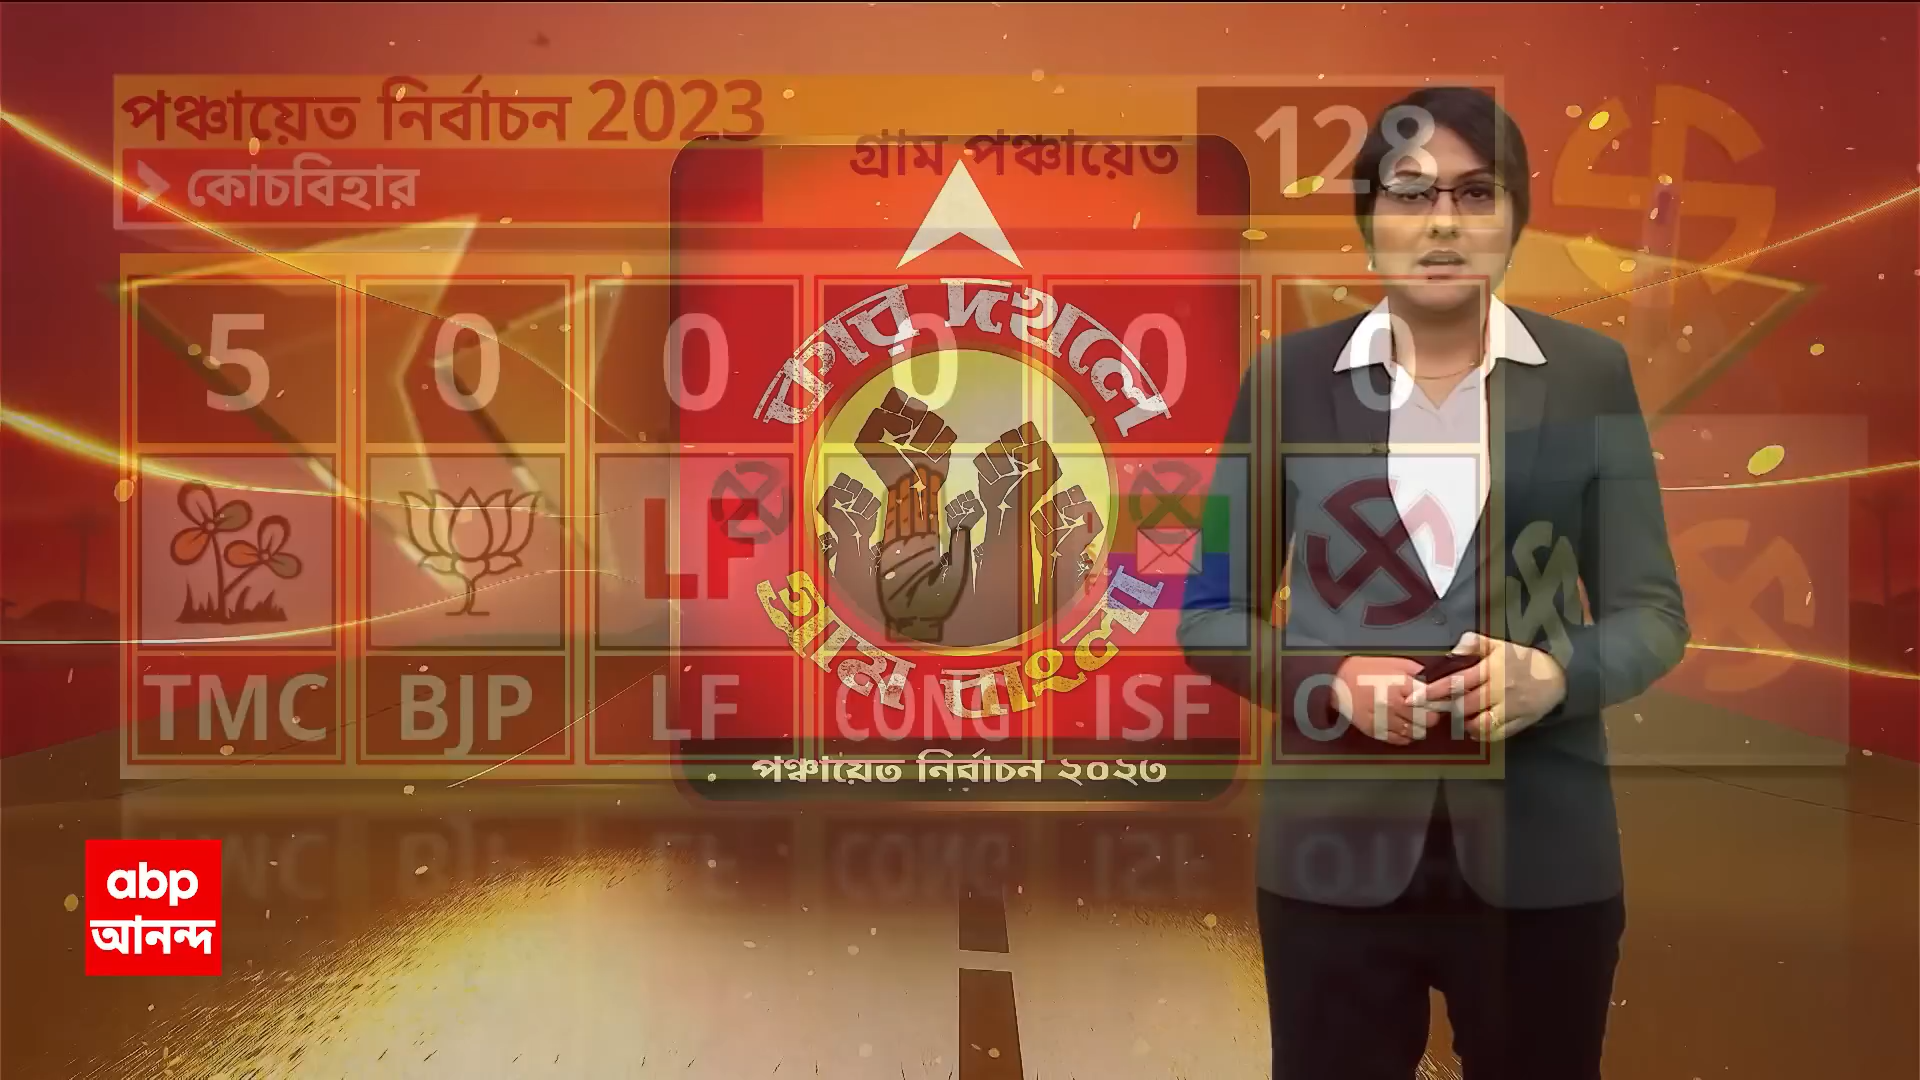 পঞ্চায়েত নির্বাচন 2023
কোচবিহার
গ্রাম পঞ্চায়েত
128
কার দখলে
গ্রাম বাংলা
পঞ্চায়েত নির্বাচন ২০২৩
5 0 0 0 0 0
LF
TMC BJP LF CONG ISF OTH
abp
আনন্দ